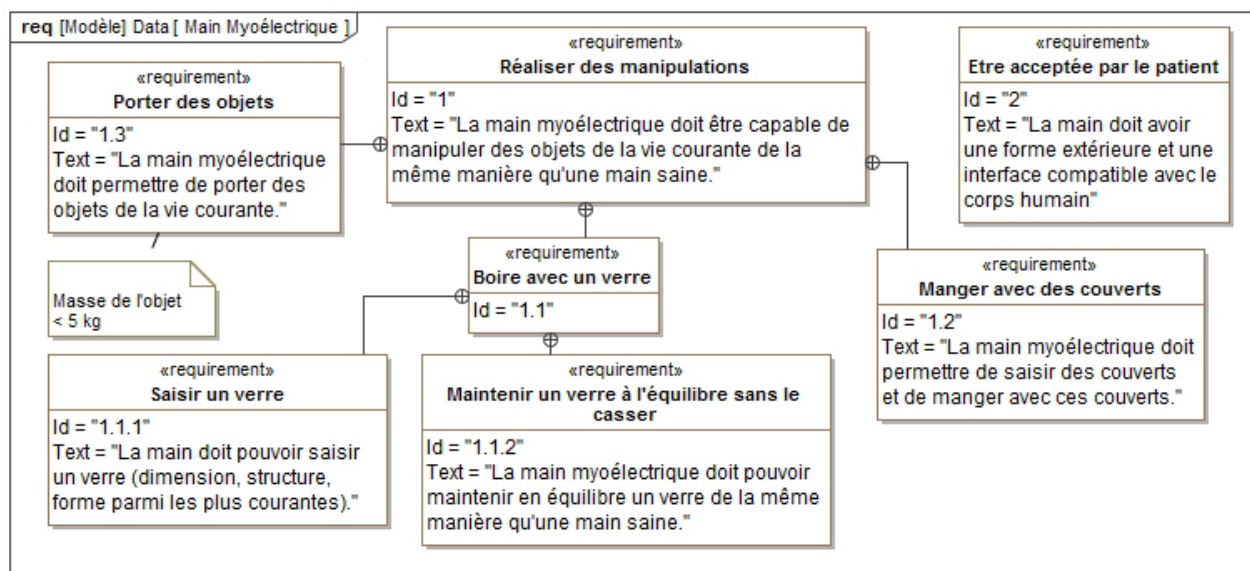 req [Modèle] Data [ Main Myoélectrique ]
«requirement»
Porter des objets
Id = "1.3"
Text = "La main myoélectrique
doit permettre de porter des
objets de la vie courante."
Masse de l'objet
< 5 kg
«requirement»
Réaliser des manipulations
Id = "1"
Text = "La main myoélectrique doit être capable de
manipuler des objets de la vie courante de la
même manière qu'une main saine."
«requirement»
Etre acceptée par le patient
Id = "2"
Text = "La main doit avoir
une forme extérieure et une
interface compatible avec le
corps humain"
«requirement»
Boire avec un verre
Id = "1.1"
«requirement»
Manger avec des couverts
Id = "1.2"
Text = "La main myoélectrique doit
permettre de saisir des couverts
et de manger avec ces couverts."
«requirement»
Saisir un verre
Id = "1.1.1"
Text = "La main doit pouvoir saisir
un verre (dimension, structure,
forme parmi les plus courantes)."
«requirement»
Maintenir un verre à l'équilibre sans le
casser
Id = "1.1.2"
Text = "La main myoélectrique doit pouvoir
maintenir en équilibre un verre de la même
manière qu'une main saine."